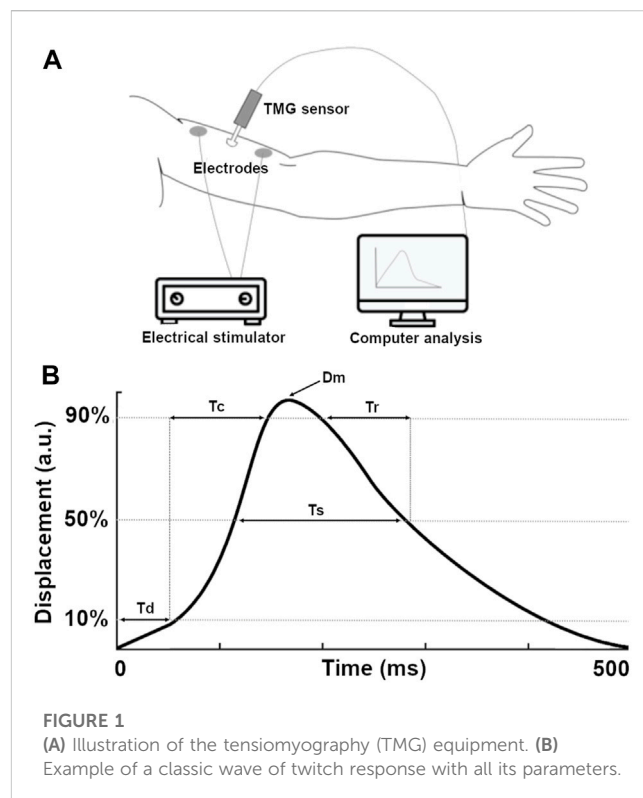 A
TMG sensor
Electrodes
Electrical stimulator
Computer analysis
B
Dm
90%
Tc
Tr
Displacement (a.u.)
50%
Ts
10%
Td
0
Time (ms)
500
FIGURE 1
(A) Illustration of the tensiomyography (TMG) equipment. (B)
Example of a classic wave of twitch response with all its parameters.